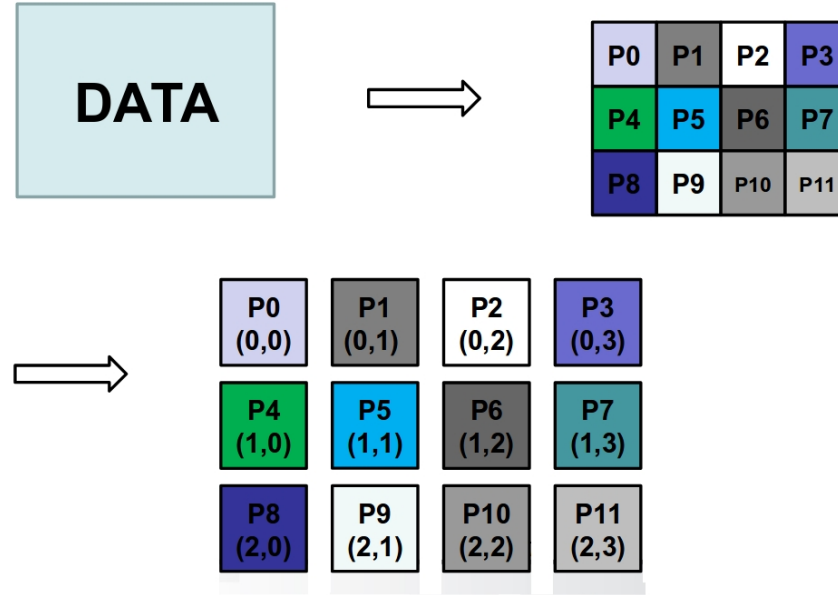 DATA
P0 P1 P2 P3
P4 P5 P6 P7
P8 P9 P10 P11
P0 P1 P2 P3
(0,0) (0,1) (0,2) (0,3)
P4 P5 P6 P7
(1,0) (1,1) (1,2) (1,3)
P8 P9 P10 P11
(2,0) (2,1) (2,2) (2,3)